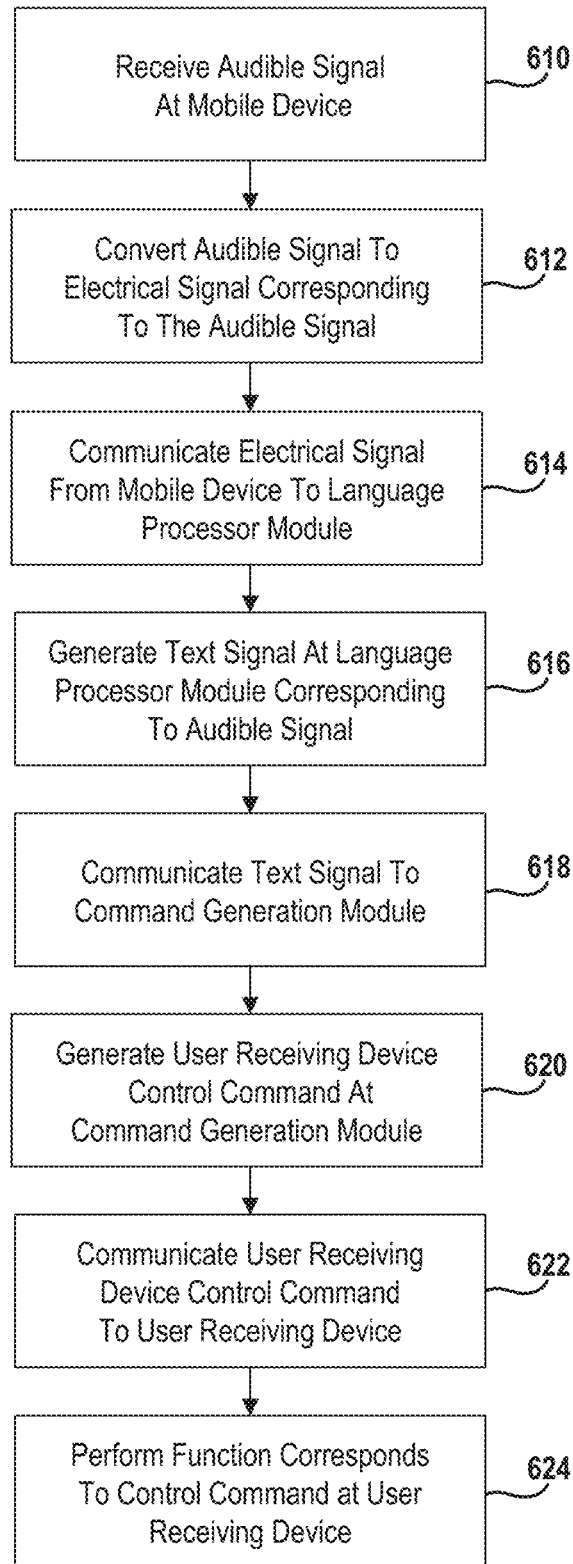 Receive Audible Signal
At Mobile Device
610
Convert Audible Signal To
Electrical Signal Corresponding
To The Audible Signal
612
Communicate Electrical Signal
From Mobile Device To Language
Processor Module
614
Generate Text Signal At Language
Processor Module Corresponding
To Audible Signal
616
Communicate Text Signal To
Command Generation Module
618
Generate User Receiving Device
Control Command At
Command Generation Module
620
Communicate User Receiving
Device Control Command
To User Receiving Device
622
Perform Function Corresponds
To Control Command at User
Receiving Device
624